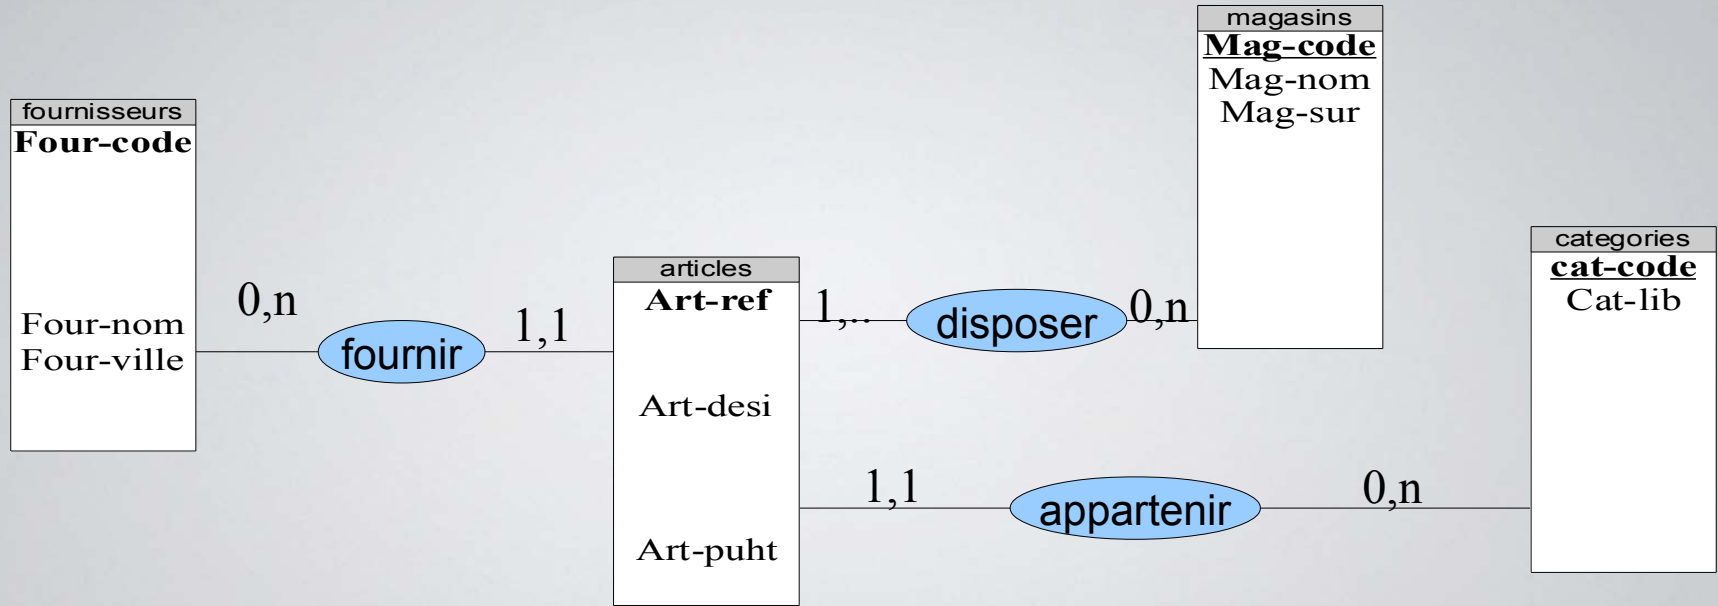 magasins
Mag-code
Mag-nom
Mag-sur
fournisseurs
Four-code
Four-nom
Four-ville
0,n
fournir
1,1
articles
Art-ref
Art-desi
Art-puht
1,..
disposer
0,n
1,1
appartenir
0,n
categories
cat-code
Cat-lib